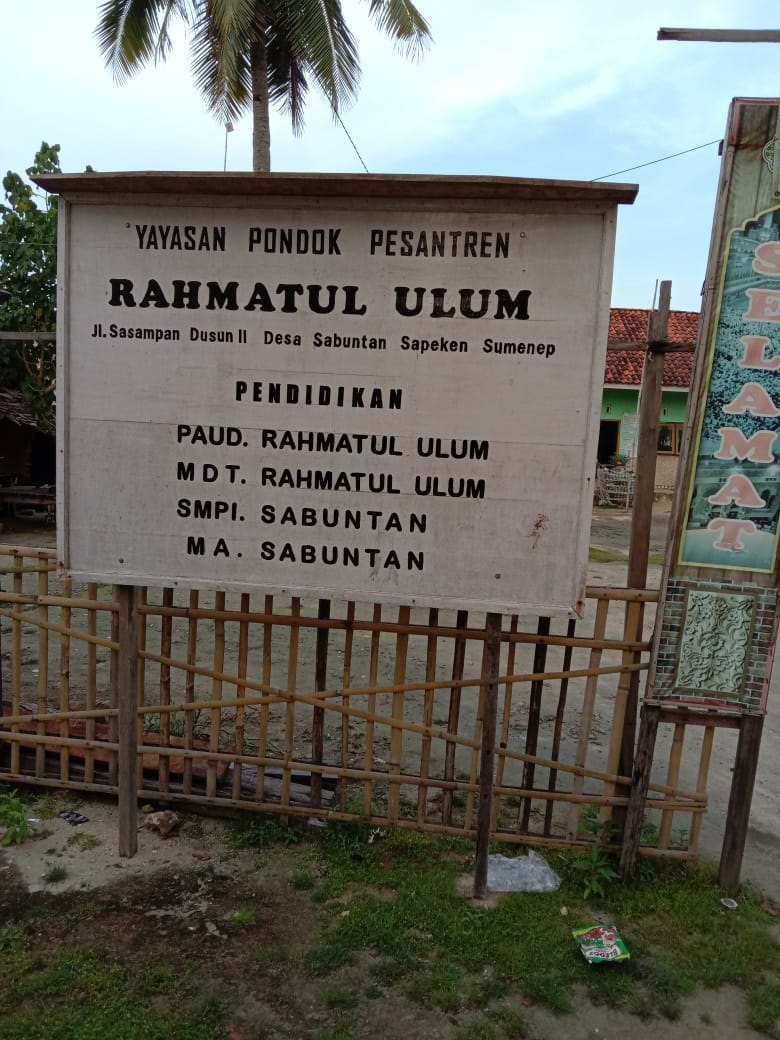 YAYASAN PONDOK PESANTREN
RAHMATUL ULUM
Jl. Sasampan Dusun II Desa Sabuntan Sapeken Sumenep
PENDIDIKAN
PAUD. RAHMATUL ULUM
MDT. RAHMATUL ULUM
SMPI. SABUNTAN
MA. SABUNTAN
SELAMAT